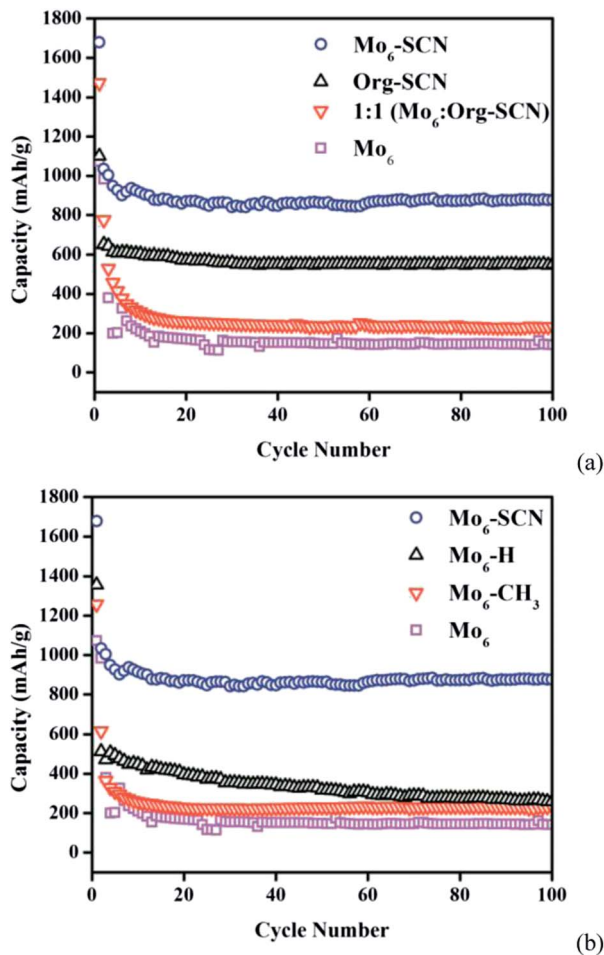 1800
1600
1400
1200
1000
800
600
400
200
0
Capacity (mAh/g)
Mo6-SCN
Org-SCN
1:1 (Mo6:Org-SCN)
Mo6
0 20 40 60 80 100
Cycle Number
(a)
1800
1600
1400
1200
1000
800
600
400
200
0
Capacity (mAh/g)
Mo6-SCN
Mo6-H
Mo6-CH3
Mo6
0 20 40 60 80 100
Cycle Number
(b)